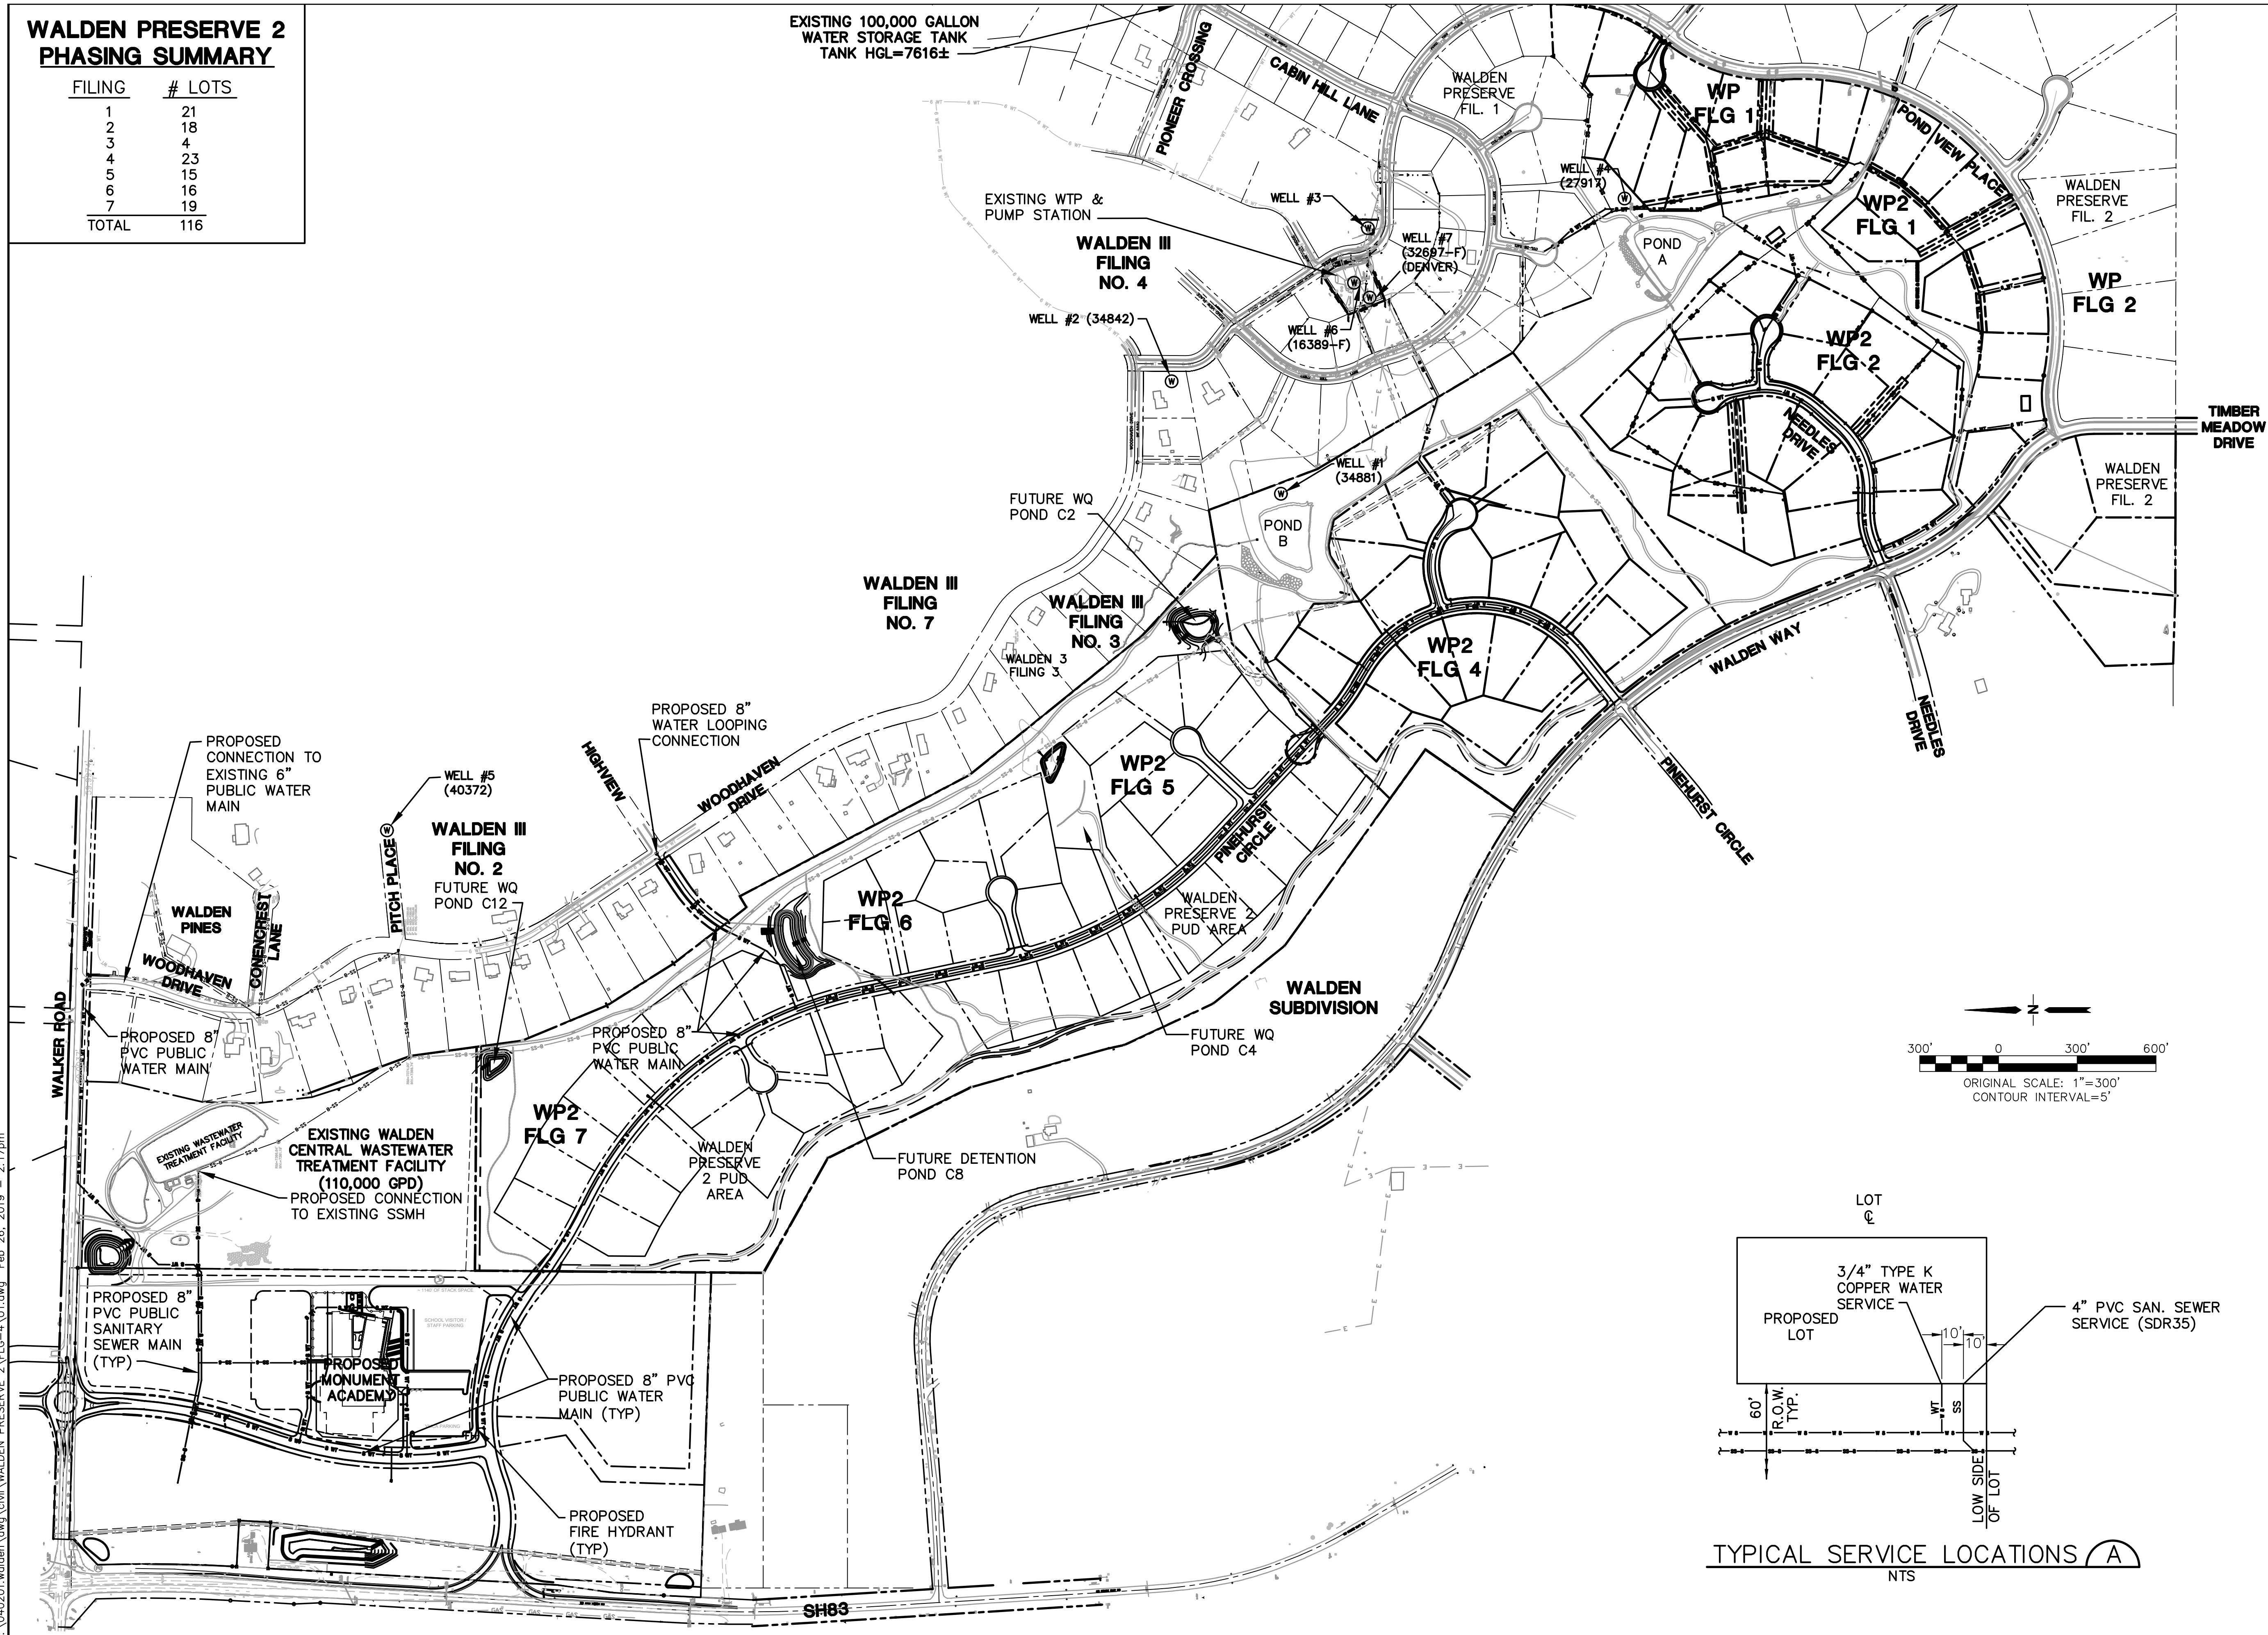 WALDEN PRESERVE 2
PHASING SUMMARY
FILING # LOTS
1 21
2 18
3 4
4 23
5 15
6 16
7 19
TOTAL 116
EXISTING 100,000 GALLON
WATER STORAGE TANK
TANK HGL=7616±
PIONEER CROSSING
CABIN HILL LANE
WALDEN
PRESERVE
FIL. 1
WP
FLG 1
POND VIEW PLACE
WELL #4
(27917)
WELL #3
EXISTING WTP &
PUMP STATION
WALDEN III
FILING
NO. 4
WELL #7
(32697-F)
(DENVER)
POND
A
WP2
FLG 1
WALDEN
PRESERVE
FIL. 2
WP
FLG 2
WELL #2 (34842)
WELL #6
(16389-F)
WP2
FLG 2
NEEDLES
DRIVE
TIMBER
MEADOW
DRIVE
WALDEN
PRESERVE
FIL. 2
WELL #1
(34881)
FUTURE WQ
POND C2
POND
B
WALDEN III
FILING
NO. 7
WALDEN III
FILING
NO. 3
WALDEN 3
FILING 3
WP2
FLG 4
WALDEN WAY
NEEDLES
DRIVE
PROPOSED 8"
WATER LOOPING
CONNECTION
PROPOSED
CONNECTION TO
EXISTING 6"
PUBLIC WATER
MAIN
HIGHVIEW
WOODHAVEN
DRIVE
WP2
FLG 5
PINEHURST
CIRCLE
PINEHURST CIRCLE
WELL #5
(40372)
PITCH PLACE
WALDEN III
FILING
NO. 2
FUTURE WQ
POND C12
WALDEN
PINES
CONENCREST
LANE
WOODHAVEN
DRIVE
WP2
FLG 6
WALDEN
PRESERVE 2
PUD AREA
WALDEN
SUBDIVISION
WALKER ROAD
PROPOSED 8"
PVC PUBLIC
WATER MAIN
PROPOSED 8"
PVC PUBLIC
WATER MAIN
FUTURE WQ
POND C4
N
300' 0 300' 600'
ORIGINAL SCALE: 1"=300'
CONTOUR INTERVAL=5'
WP2
FLG 7
EXISTING WASTEWATER
TREATMENT FACILITY
EXISTING WALDEN
CENTRAL WASTEWATER
TREATMENT FACILITY
(110,000 GPD)
PROPOSED CONNECTION
TO EXISTING SSMH
WALDEN
PRESERVE
2 PUD
AREA
FUTURE DETENTION
POND C8
PROPOSED 8"
PVC PUBLIC
SANITARY
SEWER MAIN
(TYP)
SCHOOL VISITOR /
STAFF PARKING
PROPOSED
MONUMENT
ACADEMY
PROPOSED 8" PVC
PUBLIC WATER
MAIN (TYP)
PROPOSED
FIRE HYDRANT
(TYP)
SH83
LOT
℄
3/4" TYPE K
COPPER WATER
SERVICE
PROPOSED
LOT
10'
10'
4" PVC SAN. SEWER
SERVICE (SDR35)
60'
R.O.W.
TYP.
WT
SS
LOW SIDE
OF LOT
TYPICAL SERVICE LOCATIONS A
NTS